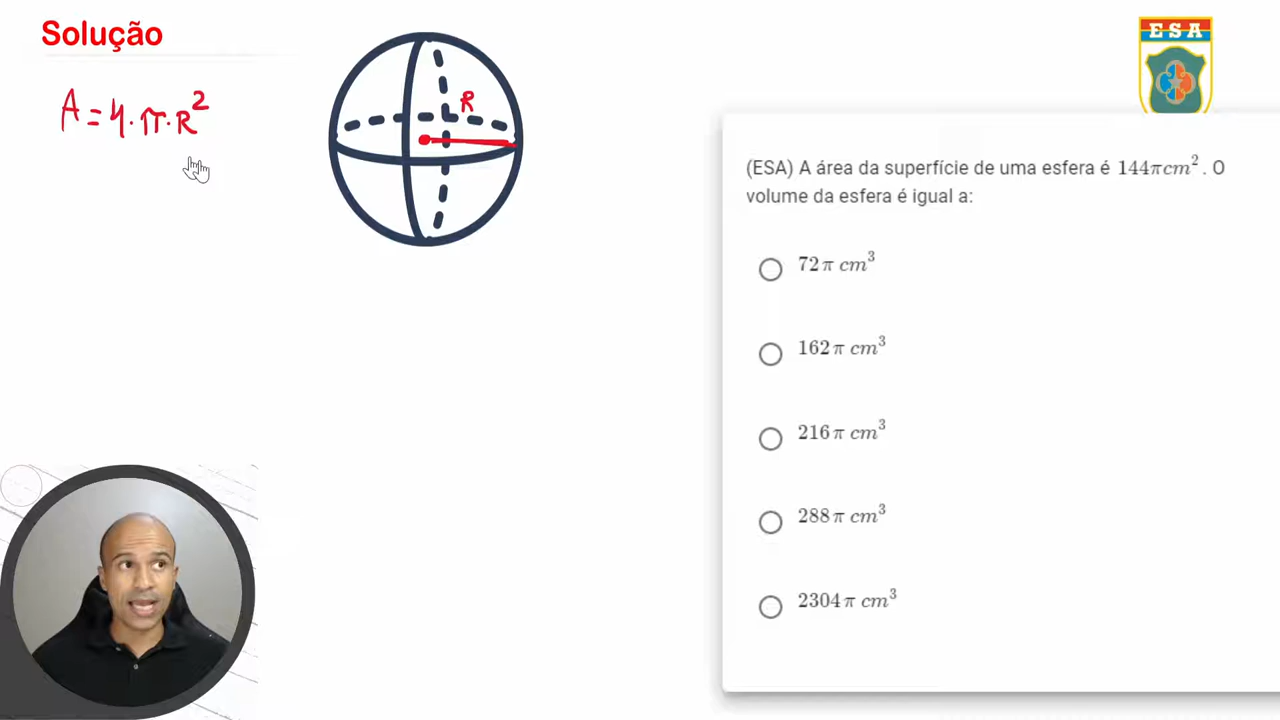 Solução
A = 4 · π · R²
R
ESA
(ESA) A área da superfície de uma esfera é 144πcm². O
volume da esfera é igual a:
72π cm³
162π cm³
216π cm³
288π cm³
2304π cm³